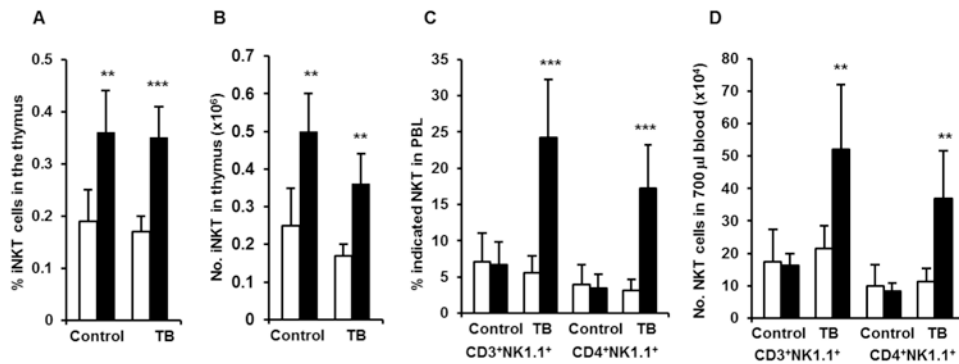 A
% iNKT cells in the thymus
0.5
0.4
0.3
0.2
0.1
**
***
Control TB
B
No. iNKT in thymus (x10⁶)
0.7
0.6
0.5
0.4
0.3
0.2
0.1
0
**
**
Control TB
C
% indicated NKT in PBL
35
30
25
20
15
10
5
0
***
***
Control TB Control TB
CD3⁺NK1.1⁺ CD4⁺NK1.1⁺
D
No. NKT cells in 700 µl blood (x10⁴)
80
70
60
50
40
30
20
10
0
**
**
Control TB Control TB
CD3⁺NK1.1⁺ CD4⁺NK1.1⁺